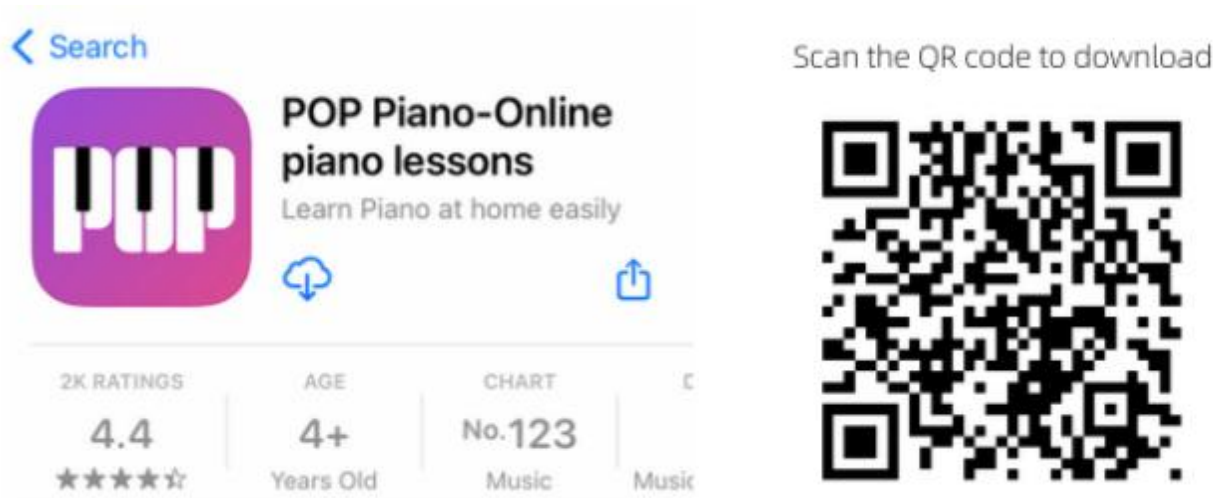 Search
POP
POP Piano-Online
piano lessons
Learn Piano at home easily
2K RATINGS
AGE
CHART
4.4
4+
No.123
Years Old
Music
Scan the QR code to download